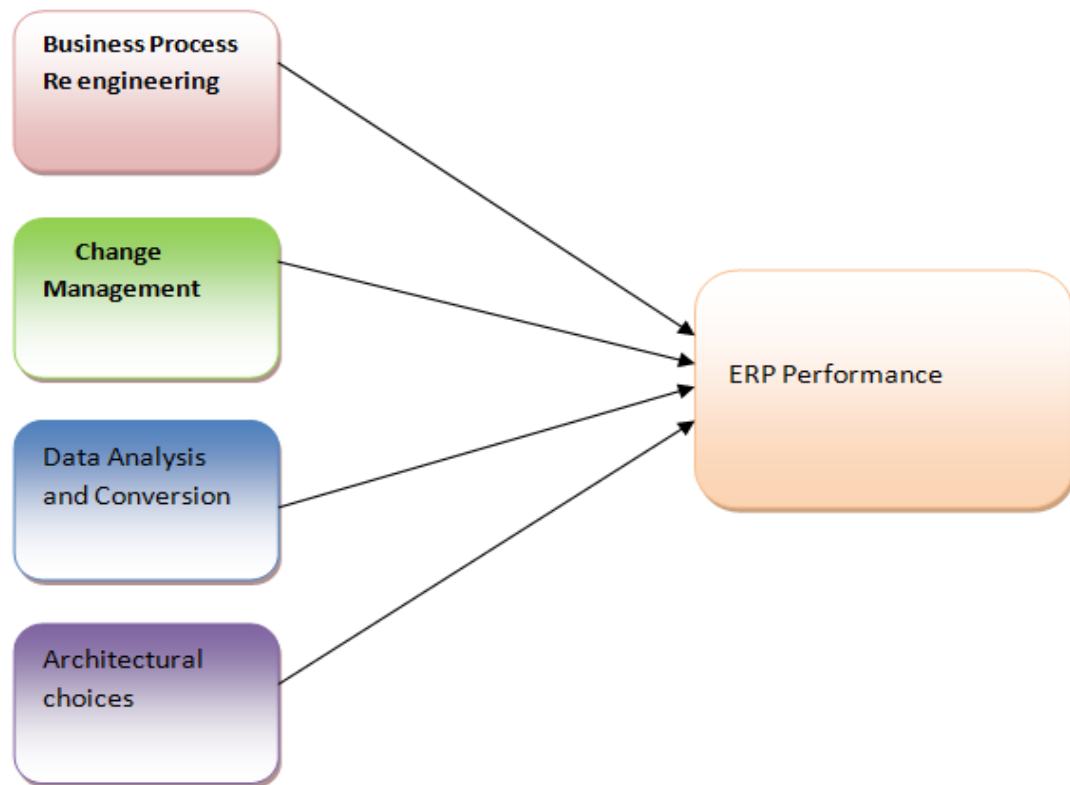 Business Process
Re engineering
Change
Management
Data Analysis
and Conversion
Architectural
choices
ERP Performance